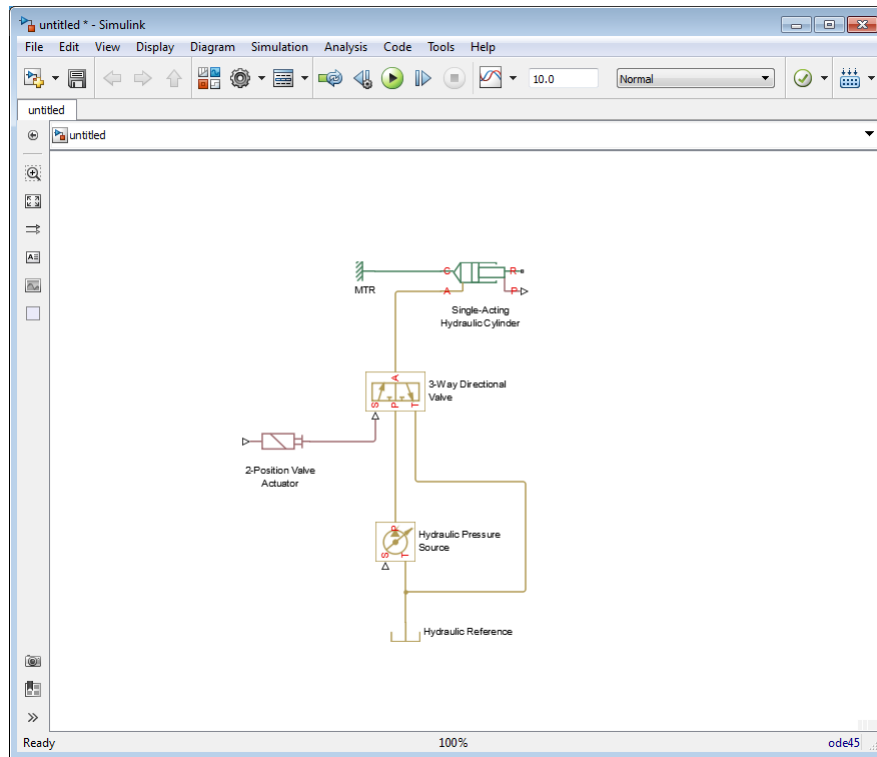 untitled * - Simulink
File Edit View Display Diagram Simulation Analysis Code Tools Help
10.0 Normal
untitled
untitled
C R
MTR
A P
Single-Acting
Hydraulic Cylinder
A
3-Way Directional
Valve
S P T
2-Position Valve
Actuator
P
Hydraulic Pressure
Source
S T
Hydraulic Reference
Ready 100% ode45